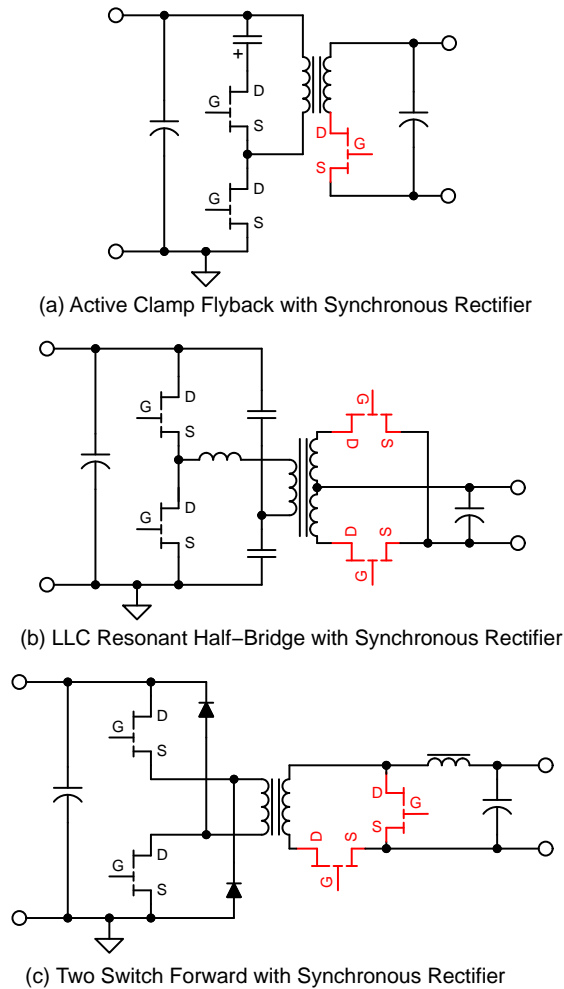 D
G
S
+
D
G
S
D
G
S
(a) Active Clamp Flyback with Synchronous Rectifier
G
D
S
D
G
S
D
G
S
D
S
G
(b) LLC Resonant Half−Bridge with Synchronous Rectifier
G
D
S
D
G
S
D
G
S
D
S
G
(c) Two Switch Forward with Synchronous Rectifier